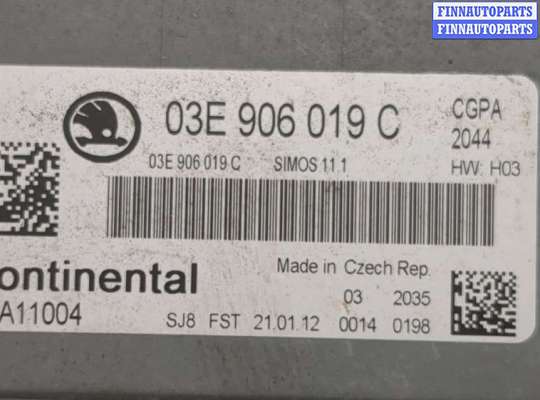 FINNAUTOPARTS
FINNAUTOPARTS
03E 906 019 C
CGPA
2044
03E 906 019 C SIMOS 11.1
HW: H03
ontinental
Made in Czech Rep.
03 2035
A11004
SJ8 FST 21.01.12 0014 0198